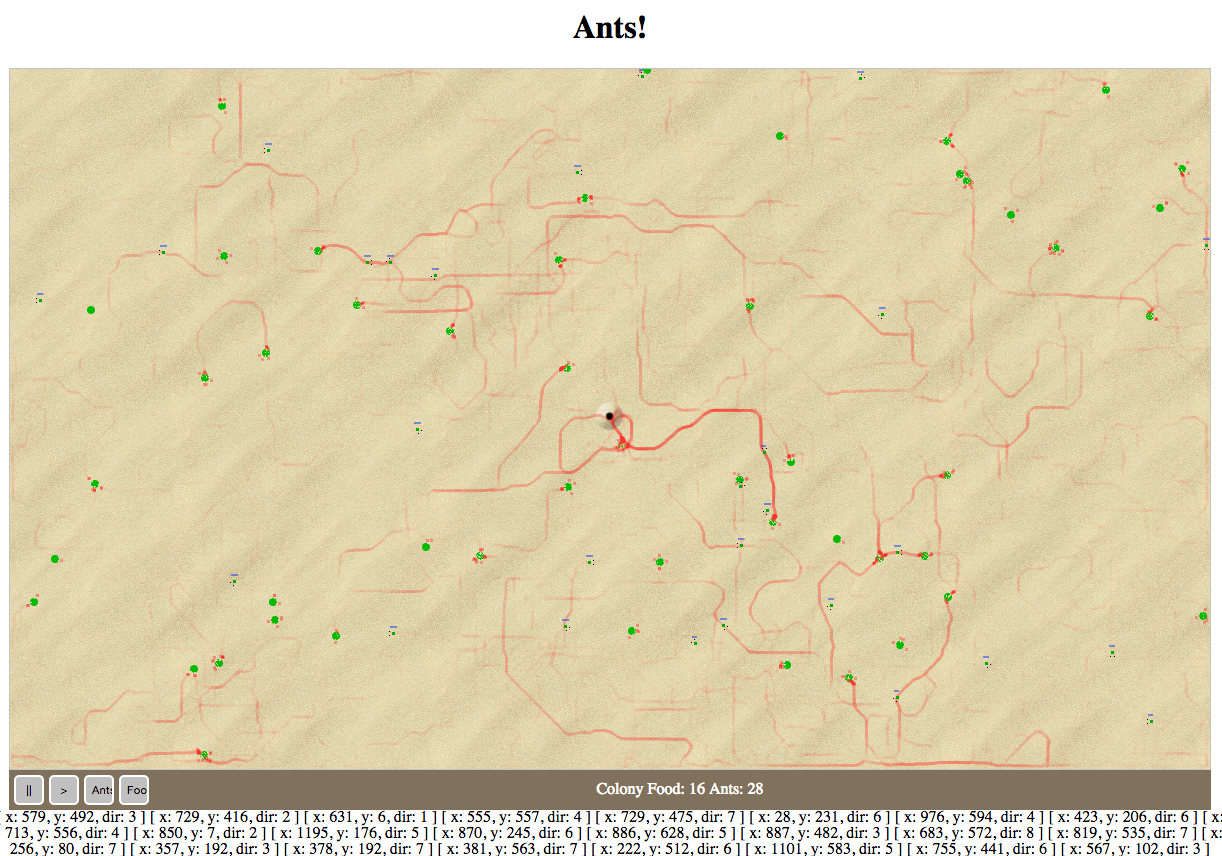 Ants!
|| > Ants Foo Colony Food: 16 Ants: 28
x: 579, y: 492, dir: 3 ] [ x: 729, y: 416, dir: 2 ] [ x: 631, y: 6, dir: 1 ] [ x: 555, y: 557, dir: 4 ] [ x: 729, y: 475, dir: 7 ] [ x: 28, y: 231, dir: 6 ] [ x: 976, y: 594, dir: 4 ] [ x: 423, y: 206, dir: 6 ] [ x:
713, y: 556, dir: 4 ] [ x: 850, y: 7, dir: 2 ] [ x: 1195, y: 176, dir: 5 ] [ x: 870, y: 245, dir: 6 ] [ x: 886, y: 628, dir: 5 ] [ x: 887, y: 482, dir: 3 ] [ x: 683, y: 572, dir: 8 ] [ x: 819, y: 535, dir: 7 ] [ x:
256, y: 80, dir: 7 ] [ x: 357, y: 192, dir: 3 ] [ x: 378, y: 192, dir: 7 ] [ x: 381, y: 563, dir: 7 ] [ x: 222, y: 512, dir: 6 ] [ x: 1101, y: 583, dir: 5 ] [ x: 755, y: 441, dir: 6 ] [ x: 567, y: 102, dir: 3 ]